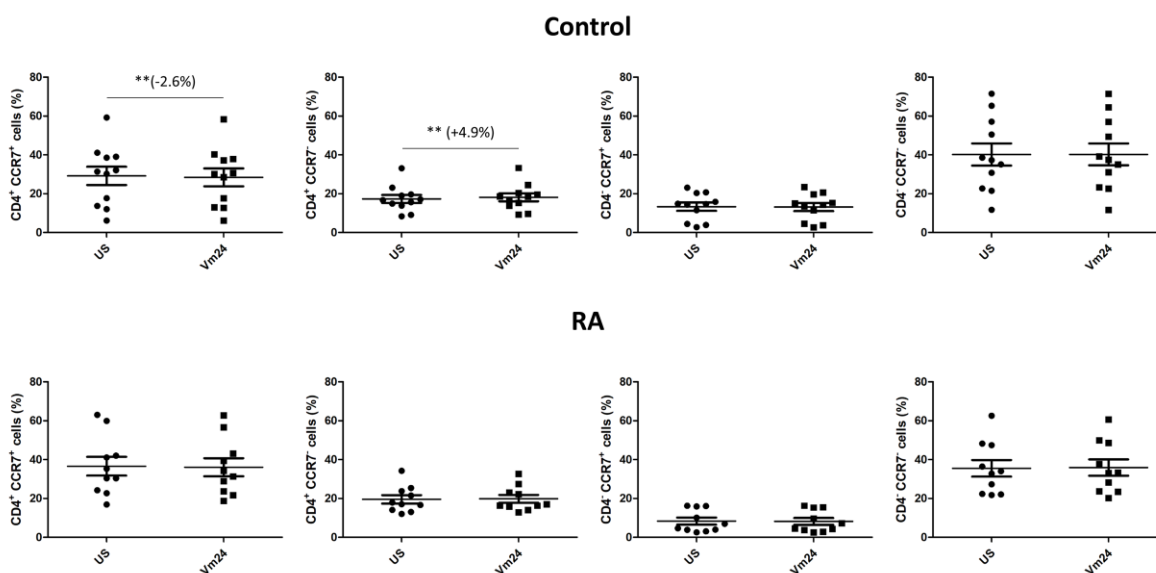 Control
**(-2.6%)
CD4⁺ CCR7⁺ cells (%)
80
60
40
20
0
US
Vm24
** (+4.9%)
CD4⁺ CCR7⁻ cells (%)
80
60
40
20
0
US
Vm24
CD4⁻ CCR7⁺ cells (%)
80
60
40
20
0
US
Vm24
CD4⁻ CCR7⁻ cells (%)
80
60
40
20
0
US
Vm24
RA
CD4⁺ CCR7⁺ cells (%)
80
60
40
20
0
US
Vm24
CD4⁺ CCR7⁻ cells (%)
80
60
40
20
0
US
Vm24
CD4⁻ CCR7⁺ cells (%)
80
60
40
20
0
US
Vm24
CD4⁻ CCR7⁻ cells (%)
80
60
40
20
0
US
Vm24